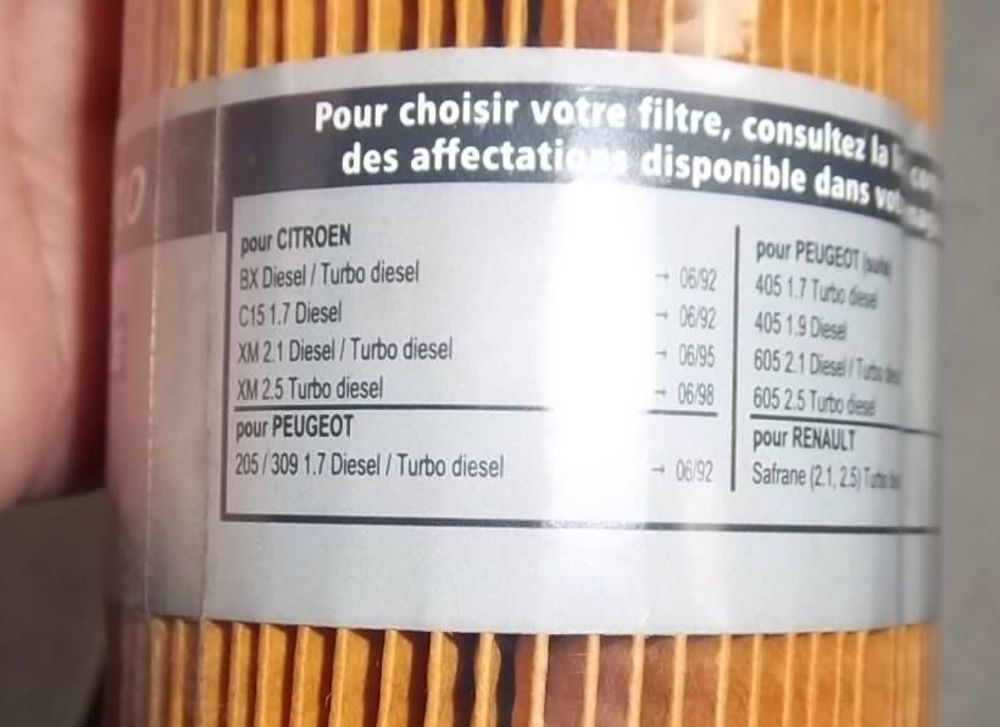 Pour choisir votre filtre, consultez la
des affectations disponible dans
pour CITROEN
BX Diesel / Turbo diesel → 06/92
C15 1.7 Diesel → 06/92
XM 2.1 Diesel / Turbo diesel → 06/95
XM 2.5 Turbo diesel → 06/98
pour PEUGEOT
205 / 309 1.7 Diesel / Turbo diesel → 06/92
pour PEUGEOT (suite)
405 1.7 Turbo diesel
405 1.9 Diesel
605 2.1 Diesel / Turbo
605 2.5 Turbo diesel
pour RENAULT
Safrane (2.1, 2.5) Turbo